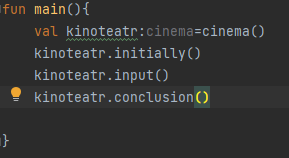 fun main(){
val kinoteatr:cinema=cinema()
kinoteatr.initially()
kinoteatr.input()
kinoteatr.conclusion()
}